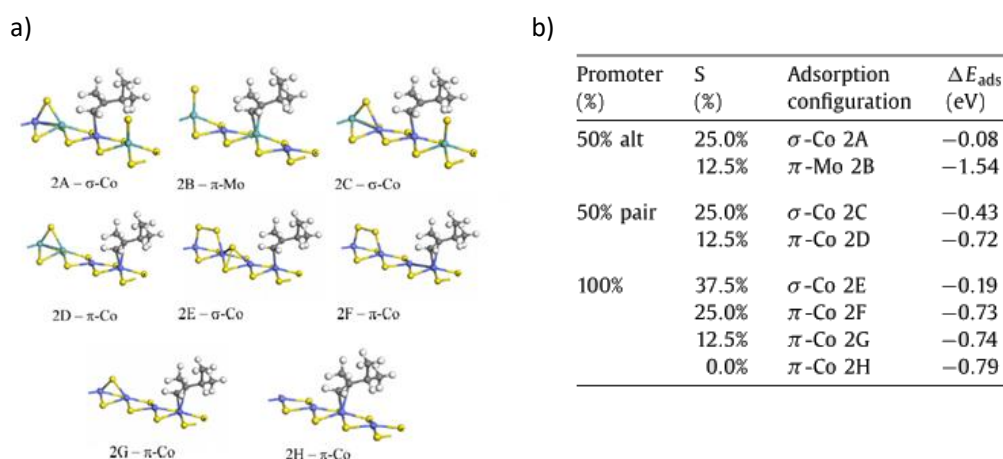 a)
2A – σ-Co
2B – π-Mo
2C – σ-Co
2D – π-Co
2E – σ-Co
2F – π-Co
2G – π-Co
2H – π-Co
b)
Promoter S Adsorption ΔE_ads
(%) (%) configuration (eV)
50% alt 25.0% σ-Co 2A −0.08
12.5% π-Mo 2B −1.54
50% pair 25.0% σ-Co 2C −0.43
12.5% π-Co 2D −0.72
100% 37.5% σ-Co 2E −0.19
25.0% π-Co 2F −0.73
12.5% π-Co 2G −0.74
0.0% π-Co 2H −0.79